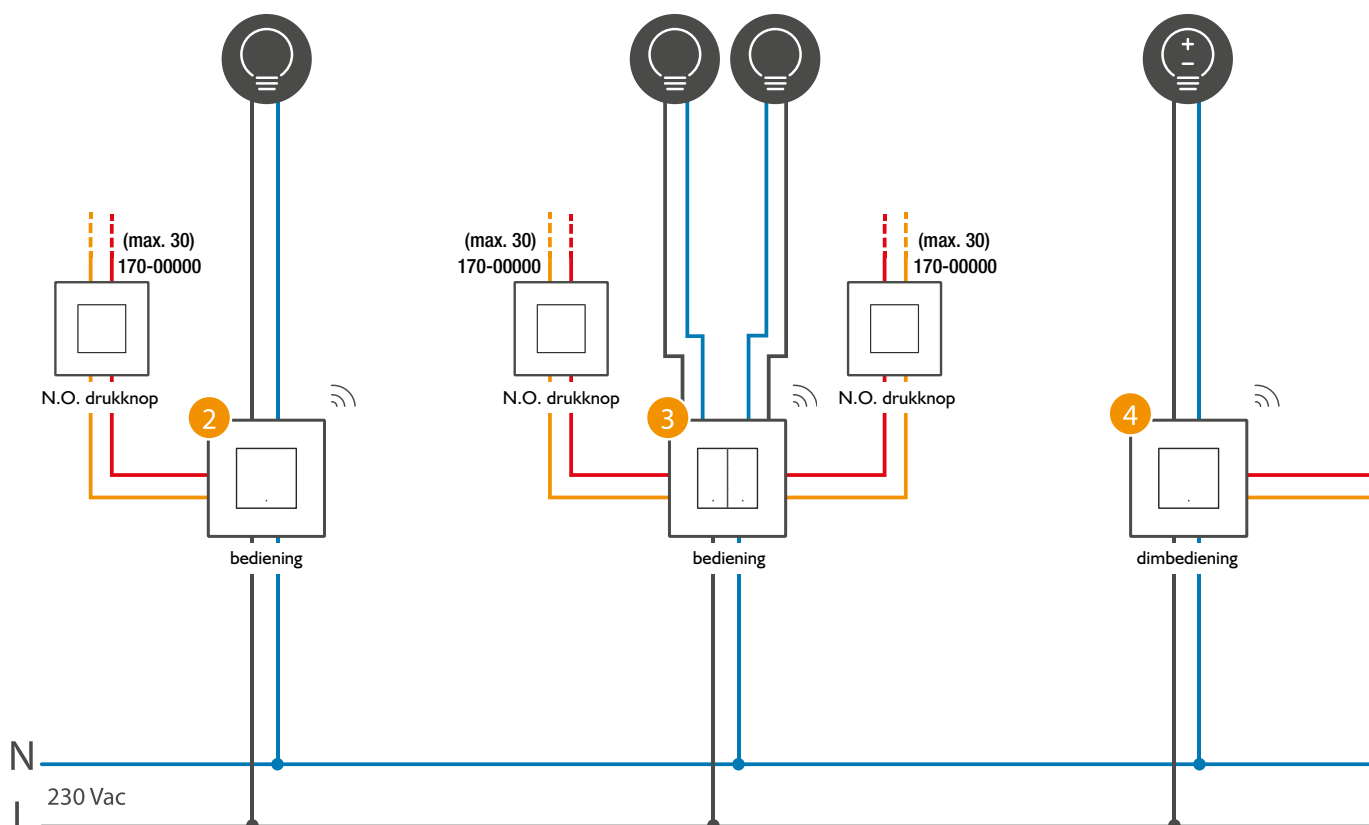 +
−
(max. 30)
170-00000
(max. 30)
170-00000
(max. 30)
170-00000
N.O. drukknop
N.O. drukknop
N.O. drukknop
2
3
4
bediening
bediening
dimbediening
N
230 Vac
L